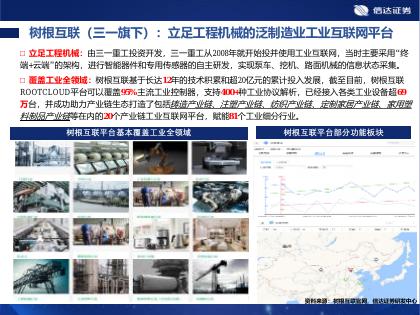 信达证券
树根互联（三一旗下）：立足工程机械的泛制造业工业互联网平台
□ 立足工程机械：由三一重工投资开发，三一重工从2008年就开始投并使用工业互联网，当时主要采用“终
端+云端”的架构，进行智能器件和专用传感器的自主研发，实现泵车、挖机、路面机械的信息状态采集。
□ 覆盖工业全领域：树根互联基于长达12年的技术积累和超20亿元的累计投入发展，截至目前，树根互联
ROOTCLOUD平台可以覆盖95%主流工业控制器，支持400+种工业协议解析，已经接入各类工业设备超69
万台，并成功助力产业链生态打造了包括铸造产业链、注塑产业链、纺织产业链、定制家居产业链、家用塑
料制品产业链等在内的20个产业链工业互联网平台，赋能81个工业细分行业。
树根互联平台基本覆盖工业全领域
树根互联平台部分功能板块
资料来源：树根互联官网，信达证券研发中心